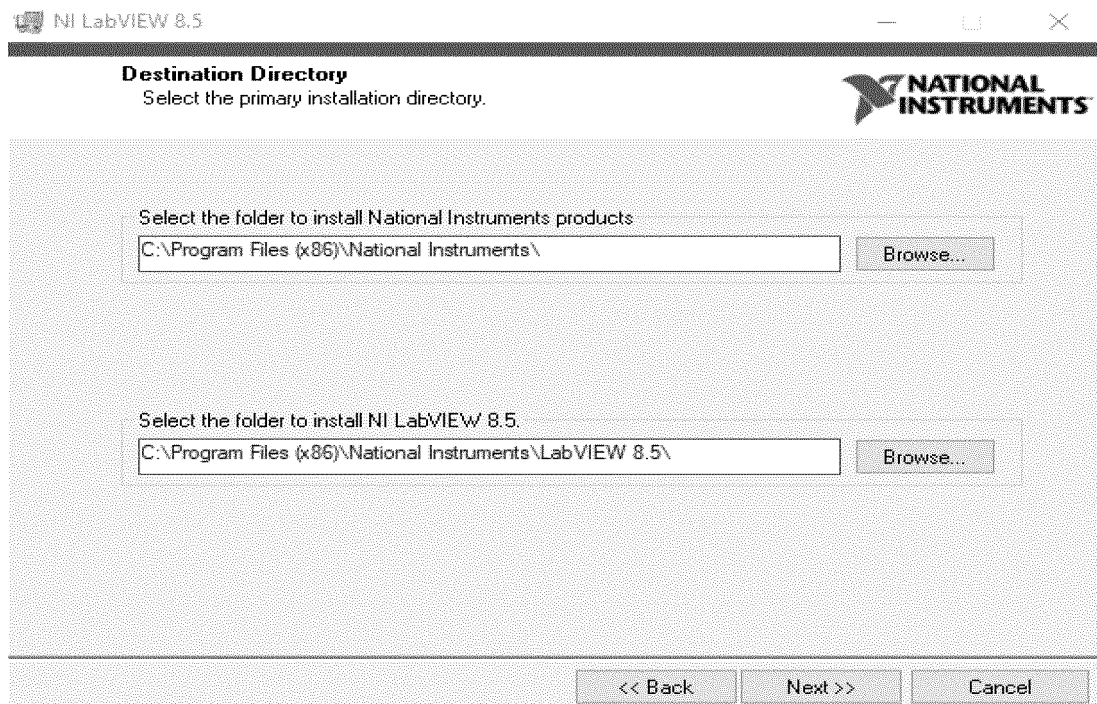 NI LabVIEW 8.5
Destination Directory
Select the primary installation directory.
NATIONAL
INSTRUMENTS
Select the folder to install National Instruments products
C:\Program Files (x86)\National Instruments\
Browse...
Select the folder to install NI LabVIEW 8.5.
C:\Program Files (x86)\National Instruments\LabVIEW 8.5\
Browse...
<< Back Next >> Cancel